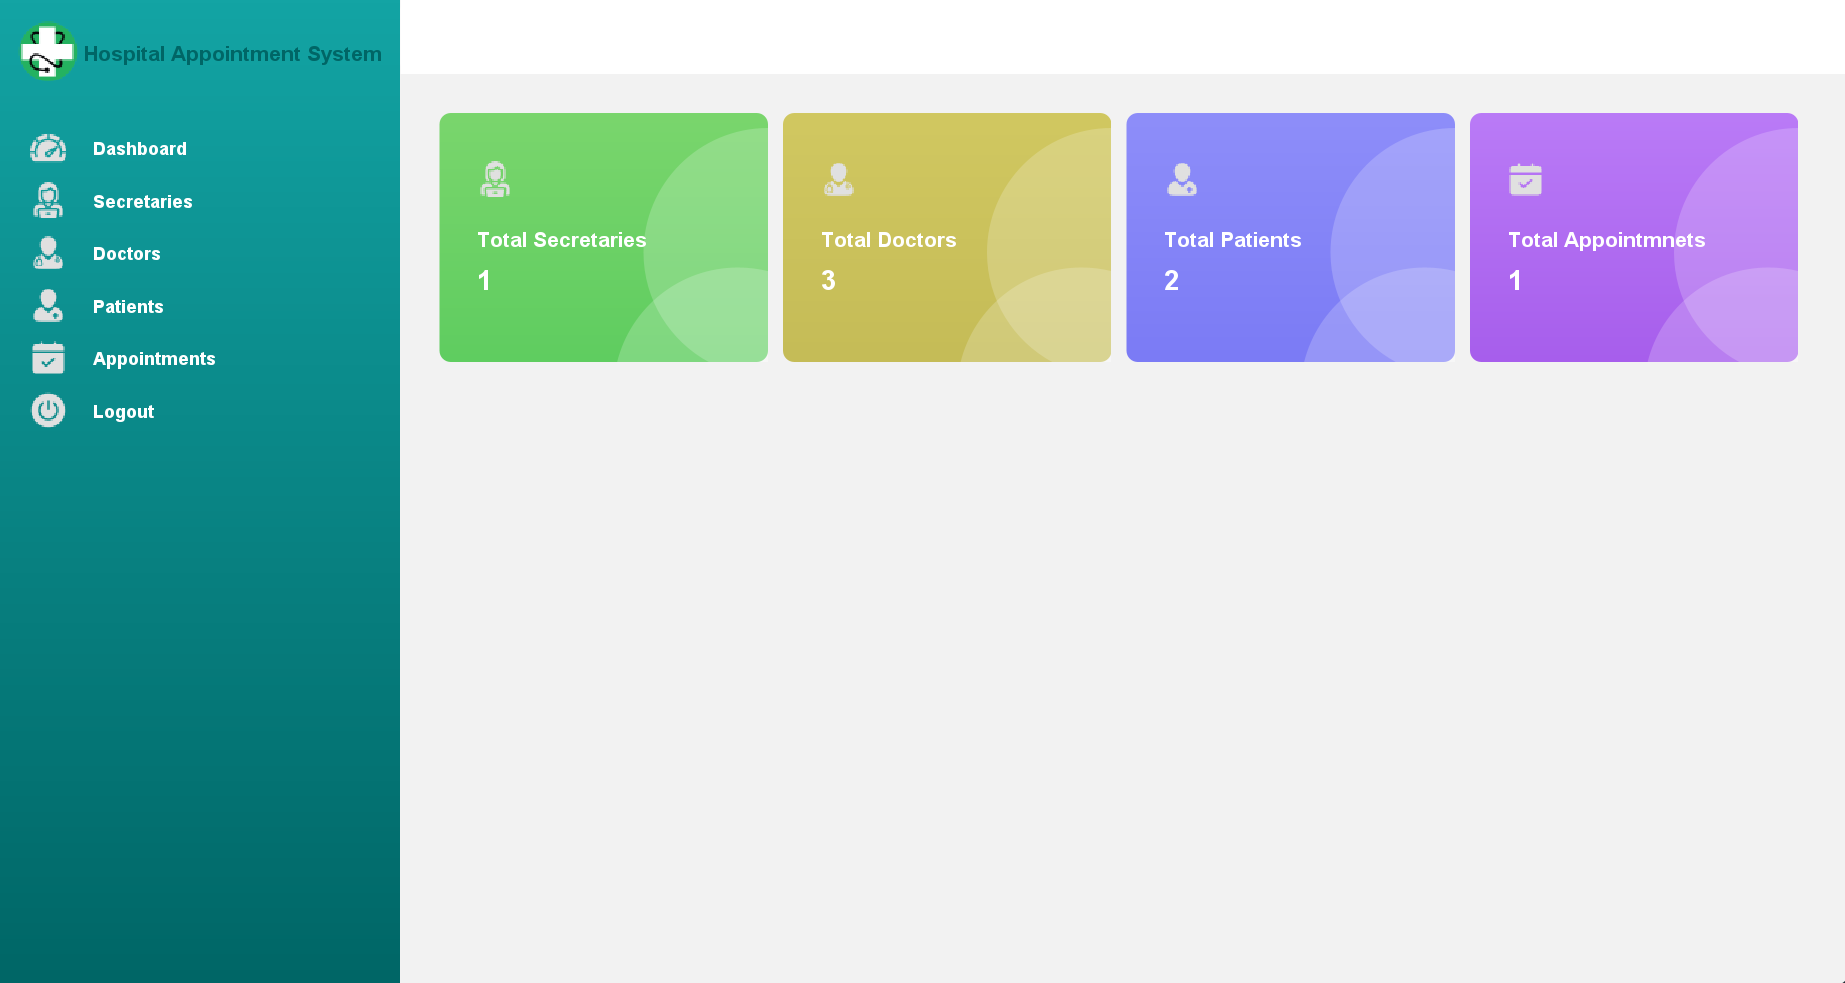 Hospital Appointment System
Dashboard
Secretaries
Doctors
Patients
Appointments
Logout
Total Secretaries
1
Total Doctors
3
Total Patients
2
Total Appointmnets
1